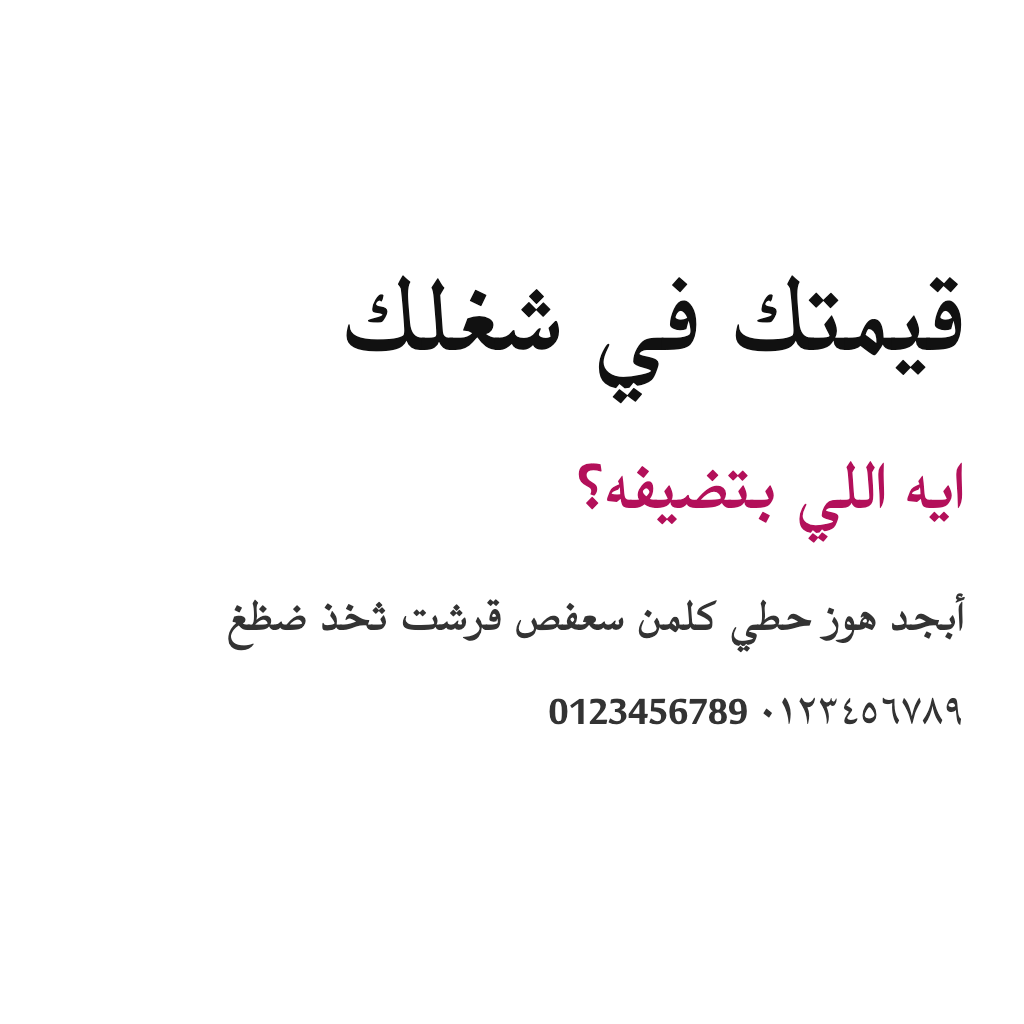 قيمتك في شغلك
ايه اللي بتضيفه؟
أبجد هوز حطي كلمن سعفص قرشت ثخذ ضظغ
0123456789 ٠١٢٣٤٥٦٧٨٩